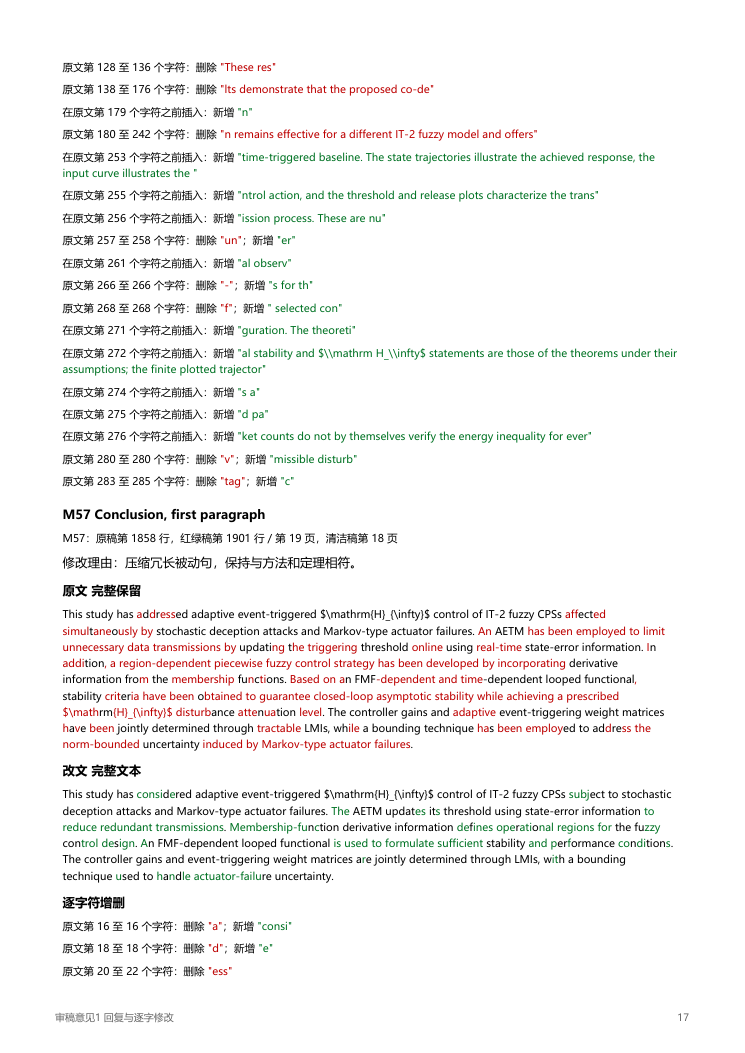 原文第 128 至 136 个字符：删除 "These res"
原文第 138 至 176 个字符：删除 "lts demonstrate that the proposed co-de"
在原文第 179 个字符之前插入：新增 "n"
原文第 180 至 242 个字符：删除 "n remains effective for a different IT-2 fuzzy model and offers"
在原文第 253 个字符之前插入：新增 "time-triggered baseline. The state trajectories illustrate the achieved response, the
input curve illustrates the "
在原文第 255 个字符之前插入：新增 "ntrol action, and the threshold and release plots characterize the trans"
在原文第 256 个字符之前插入：新增 "ission process. These are nu"
原文第 257 至 258 个字符：删除 "un"；新增 "er"
在原文第 261 个字符之前插入：新增 "al observ"
原文第 266 至 266 个字符：删除 "-"；新增 "s for th"
原文第 268 至 268 个字符：删除 "f"；新增 " selected con"
在原文第 271 个字符之前插入：新增 "guration. The theoreti"
在原文第 272 个字符之前插入：新增 "al stability and $\\mathrm H_\\infty$ statements are those of the theorems under their
assumptions; the finite plotted trajector"
在原文第 274 个字符之前插入：新增 "s a"
在原文第 275 个字符之前插入：新增 "d pa"
在原文第 276 个字符之前插入：新增 "ket counts do not by themselves verify the energy inequality for ever"
原文第 280 至 280 个字符：删除 "v"；新增 "missible disturb"
原文第 283 至 285 个字符：删除 "tag"；新增 "c"
M57 Conclusion, first paragraph
M57：原稿第 1858 行，红绿稿第 1901 行 / 第 19 页，清洁稿第 18 页
修改理由：压缩冗长被动句，保持与方法和定理相符。
原文 完整保留
This study has addressed adaptive event-triggered $\mathrm{H}_{\infty}$ control of IT-2 fuzzy CPSs affected
simultaneously by stochastic deception attacks and Markov-type actuator failures. An AETM has been employed to limit
unnecessary data transmissions by updating the triggering threshold online using real-time state-error information. In
addition, a region-dependent piecewise fuzzy control strategy has been developed by incorporating derivative
information from the membership functions. Based on an FMF-dependent and time-dependent looped functional,
stability criteria have been obtained to guarantee closed-loop asymptotic stability while achieving a prescribed
$\mathrm{H}_{\infty}$ disturbance attenuation level. The controller gains and adaptive event-triggering weight matrices
have been jointly determined through tractable LMIs, while a bounding technique has been employed to address the
norm-bounded uncertainty induced by Markov-type actuator failures.
改文 完整文本
This study has considered adaptive event-triggered $\mathrm{H}_{\infty}$ control of IT-2 fuzzy CPSs subject to stochastic
deception attacks and Markov-type actuator failures. The AETM updates its threshold using state-error information to
reduce redundant transmissions. Membership-function derivative information defines operational regions for the fuzzy
control design. An FMF-dependent looped functional is used to formulate sufficient stability and performance conditions.
The controller gains and event-triggering weight matrices are jointly determined through LMIs, with a bounding
technique used to handle actuator-failure uncertainty.
逐字符增删
原文第 16 至 16 个字符：删除 "a"；新增 "consi"
原文第 18 至 18 个字符：删除 "d"；新增 "e"
原文第 20 至 22 个字符：删除 "ess"
审稿意见1 回复与逐字修改
17